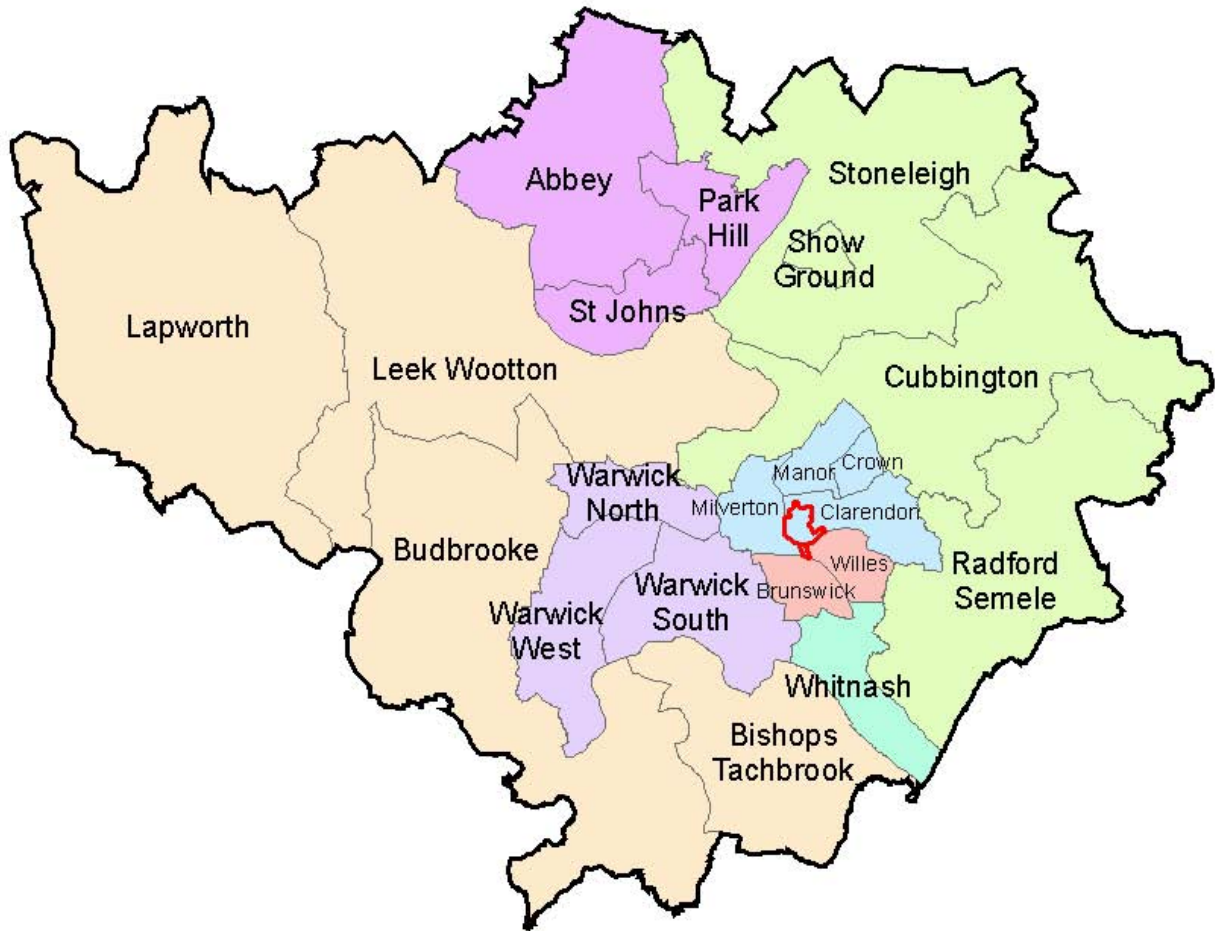 Abbey
Stoneleigh
Park
Hill
Show
Ground
St Johns
Lapworth
Leek Wootton
Cubbington
Manor
Crown
Warwick
North
Milverton
Clarendon
Budbrooke
Willes
Radford
Semele
Brunswick
Warwick
South
Warwick
West
Whitnash
Bishops
Tachbrook